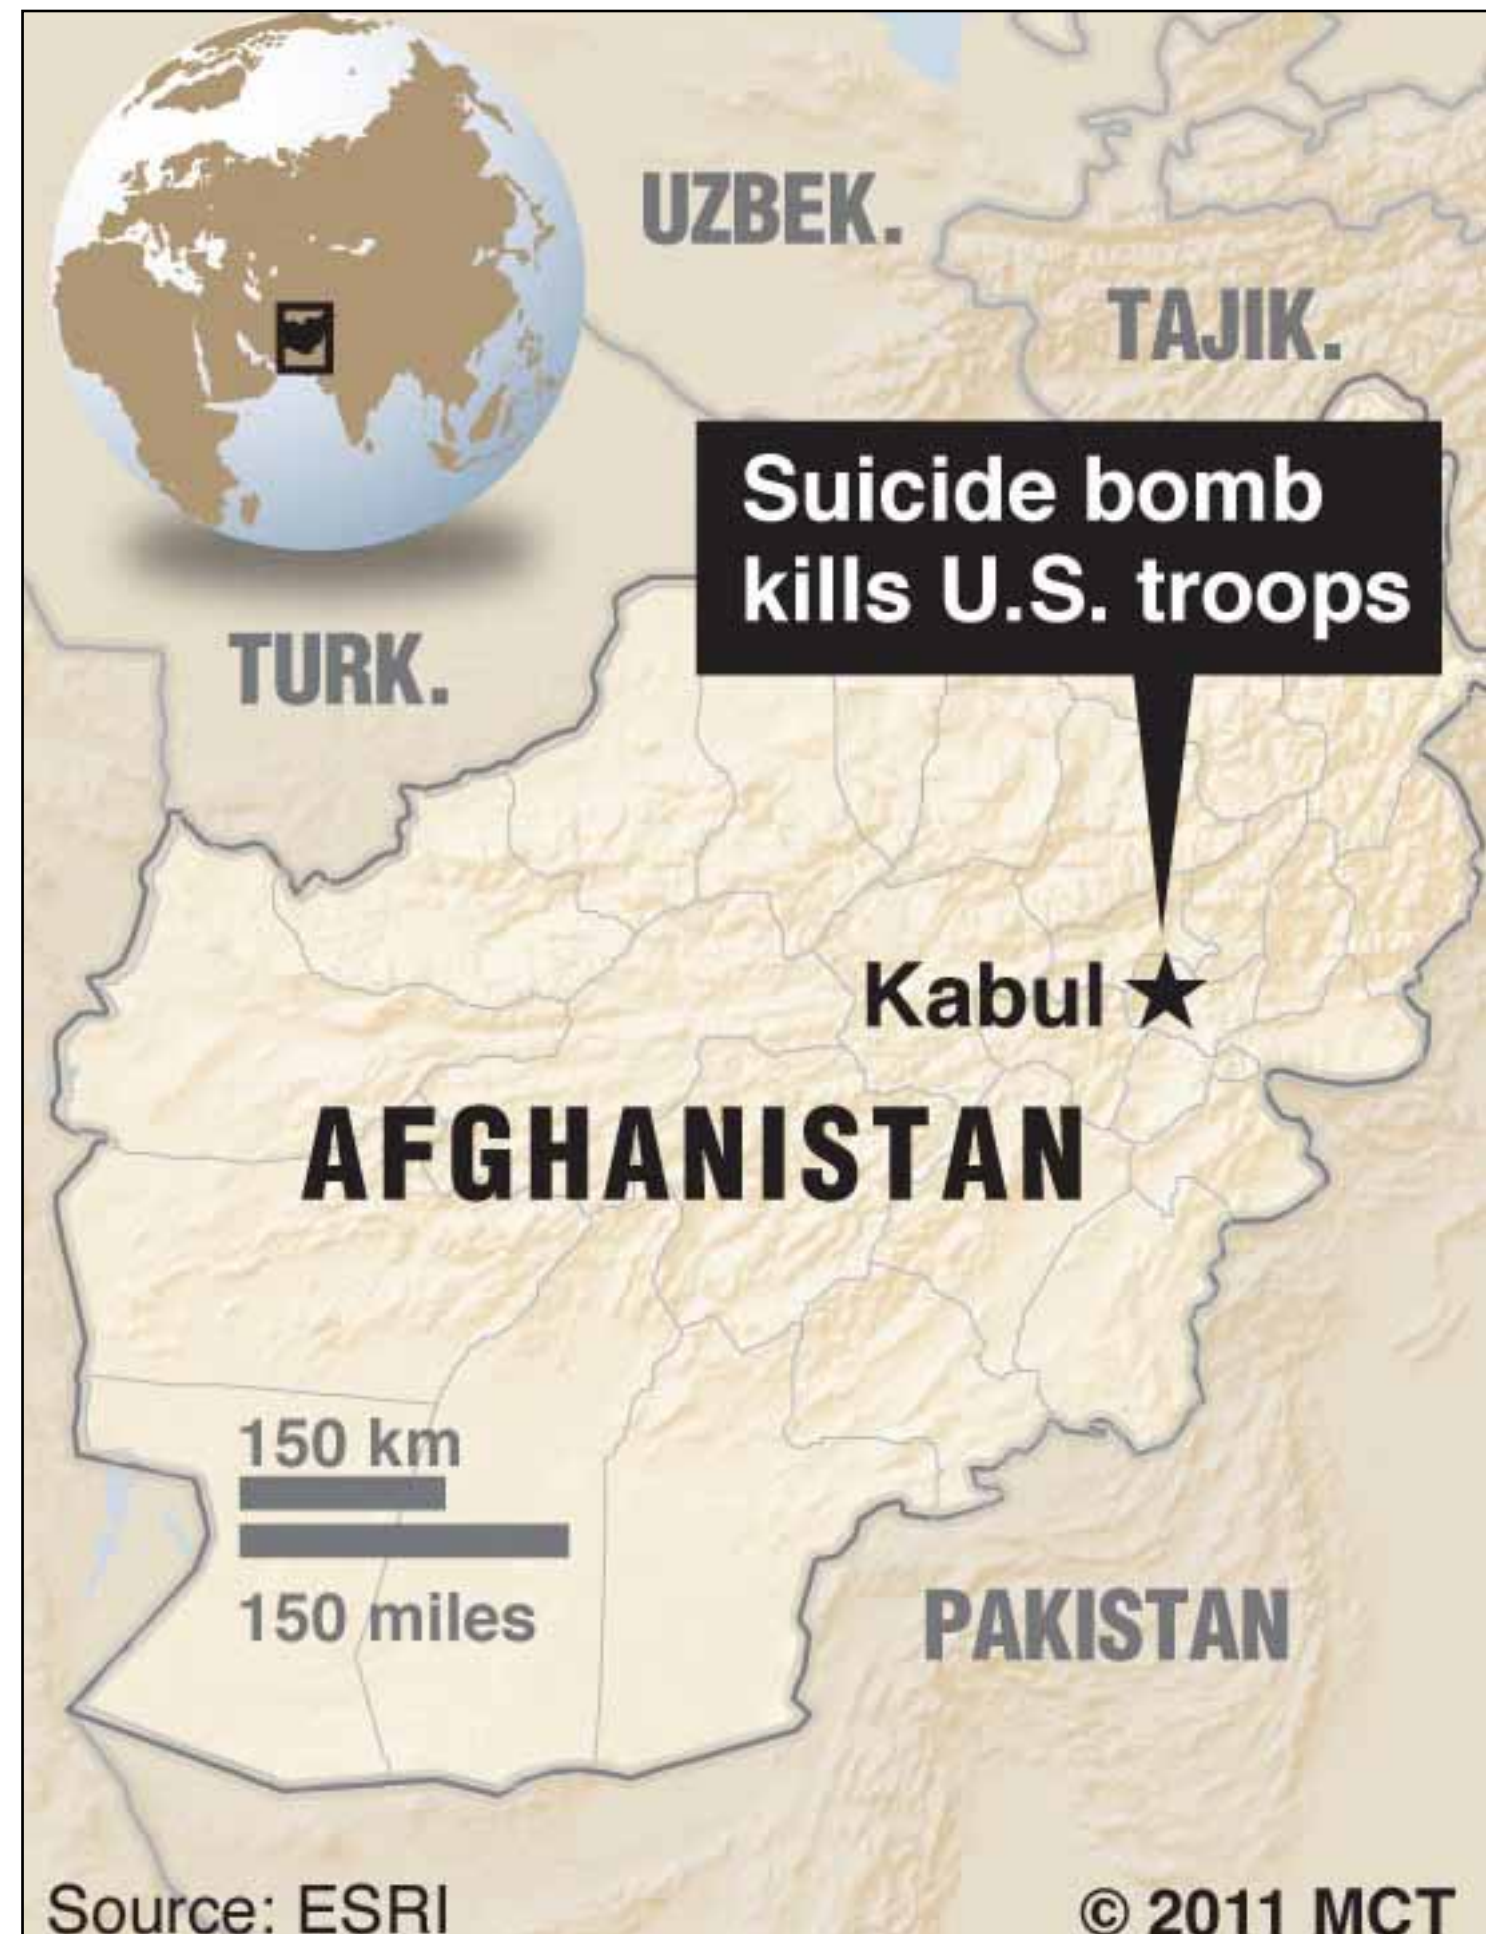 UZBEK.
TAJIK.
Suicide bomb
kills U.S. troops
TURK.
Kabul
AFGHANISTAN
150 km
150 miles
PAKISTAN
Source: ESRI
© 2011 MCT